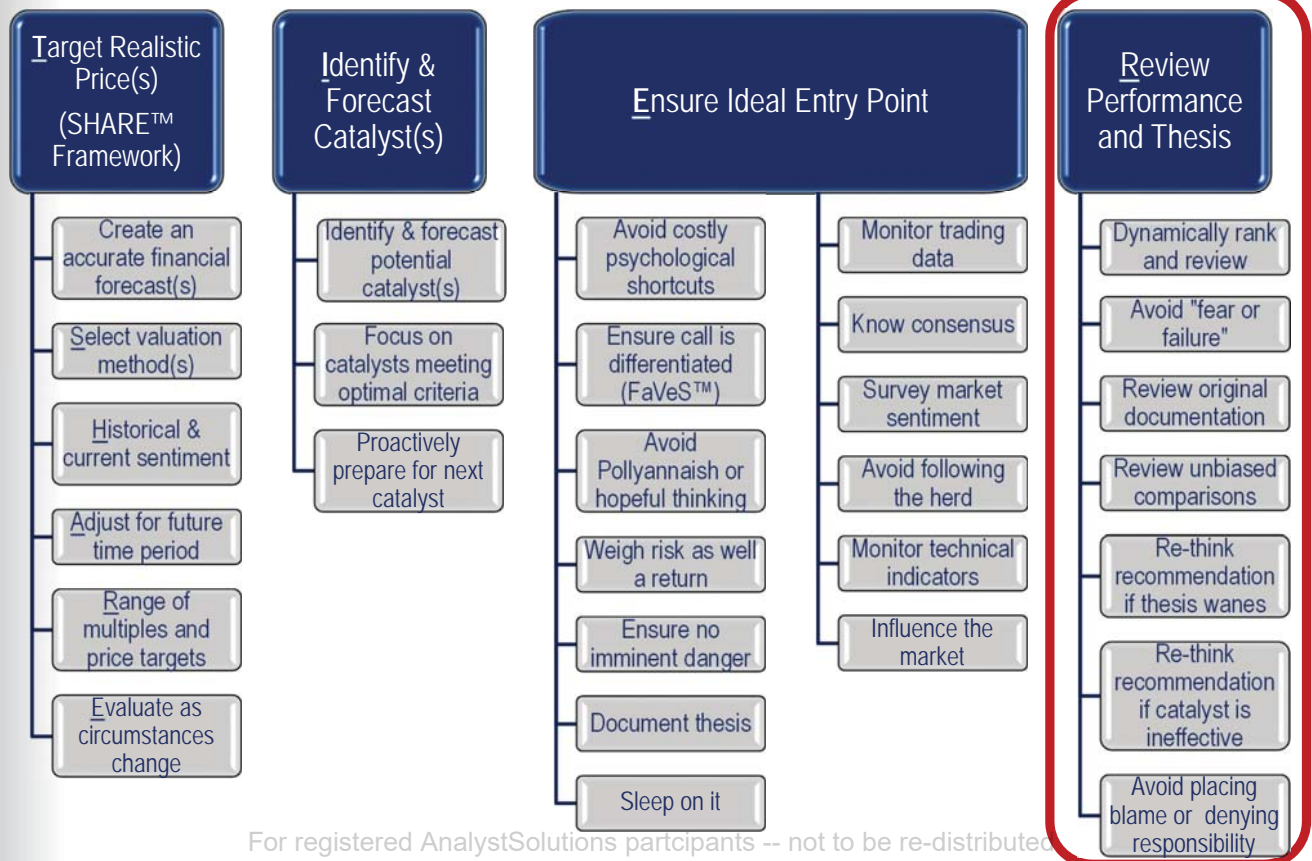 Target Realistic
Price(s)
(SHARE™
Framework)
Create an
accurate financial
forecast(s)
Select valuation
method(s)
Historical &
current sentiment
Adjust for future
time period
Range of
multiples and
price targets
Evaluate as
circumstances
change
Identify &
Forecast
Catalyst(s)
Identify & forecast
potential
catalyst(s)
Focus on
catalysts meeting
optimal criteria
Proactively
prepare for next
catalyst
Ensure Ideal Entry Point
Avoid costly
psychological
shortcuts
Ensure call is
differentiated
(FaVeS™)
Avoid
Pollyannaish or
hopeful thinking
Weigh risk as well
a return
Ensure no
imminent danger
Document thesis
Sleep on it
Monitor trading
data
Know consensus
Survey market
sentiment
Avoid following
the herd
Monitor technical
indicators
Influence the
market
Review
Performance
and Thesis
Dynamically rank
and review
Avoid "fear or
failure"
Review original
documentation
Review unbiased
comparisons
Re-think
recommendation
if thesis wanes
Re-think
recommendation
if catalyst is
ineffective
Avoid placing
blame or denying
responsibility
For registered AnalystSolutions partcipants -- not to be re-distributed